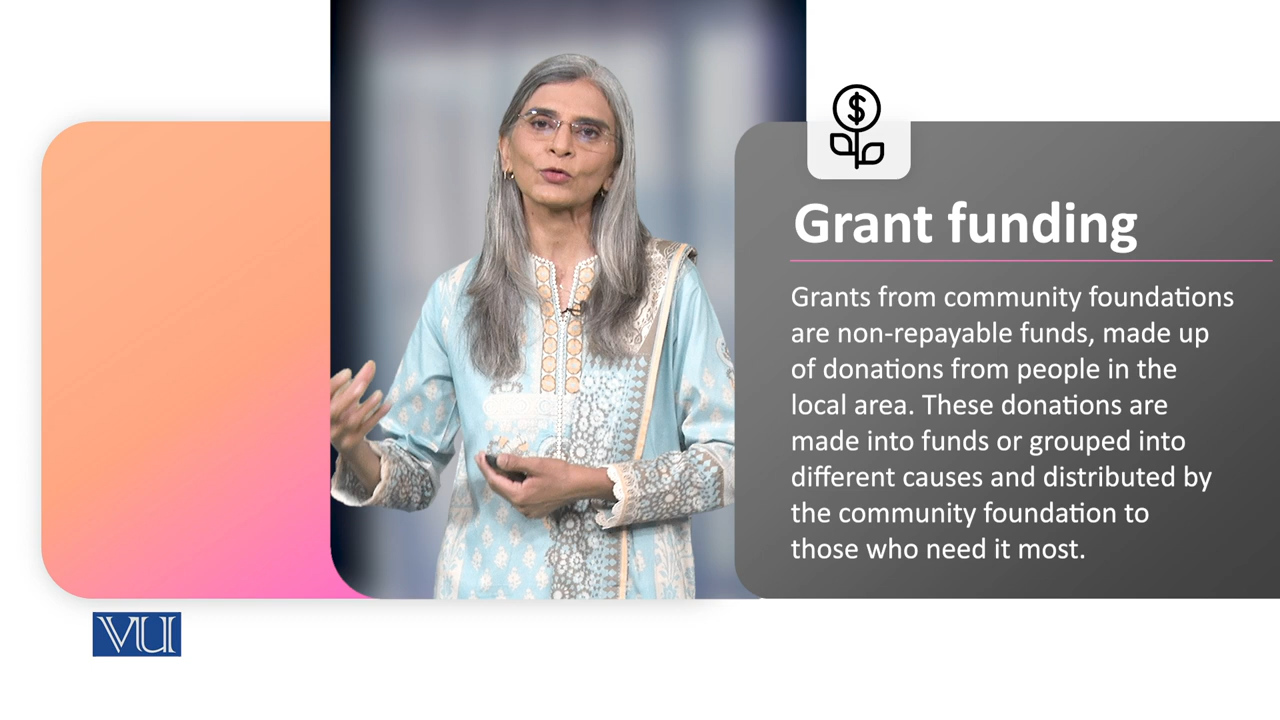 $
Grant funding
Grants from community foundations
are non-repayable funds, made up
of donations from people in the
local area. These donations are
made into funds or grouped into
different causes and distributed by
the community foundation to
those who need it most.
VU